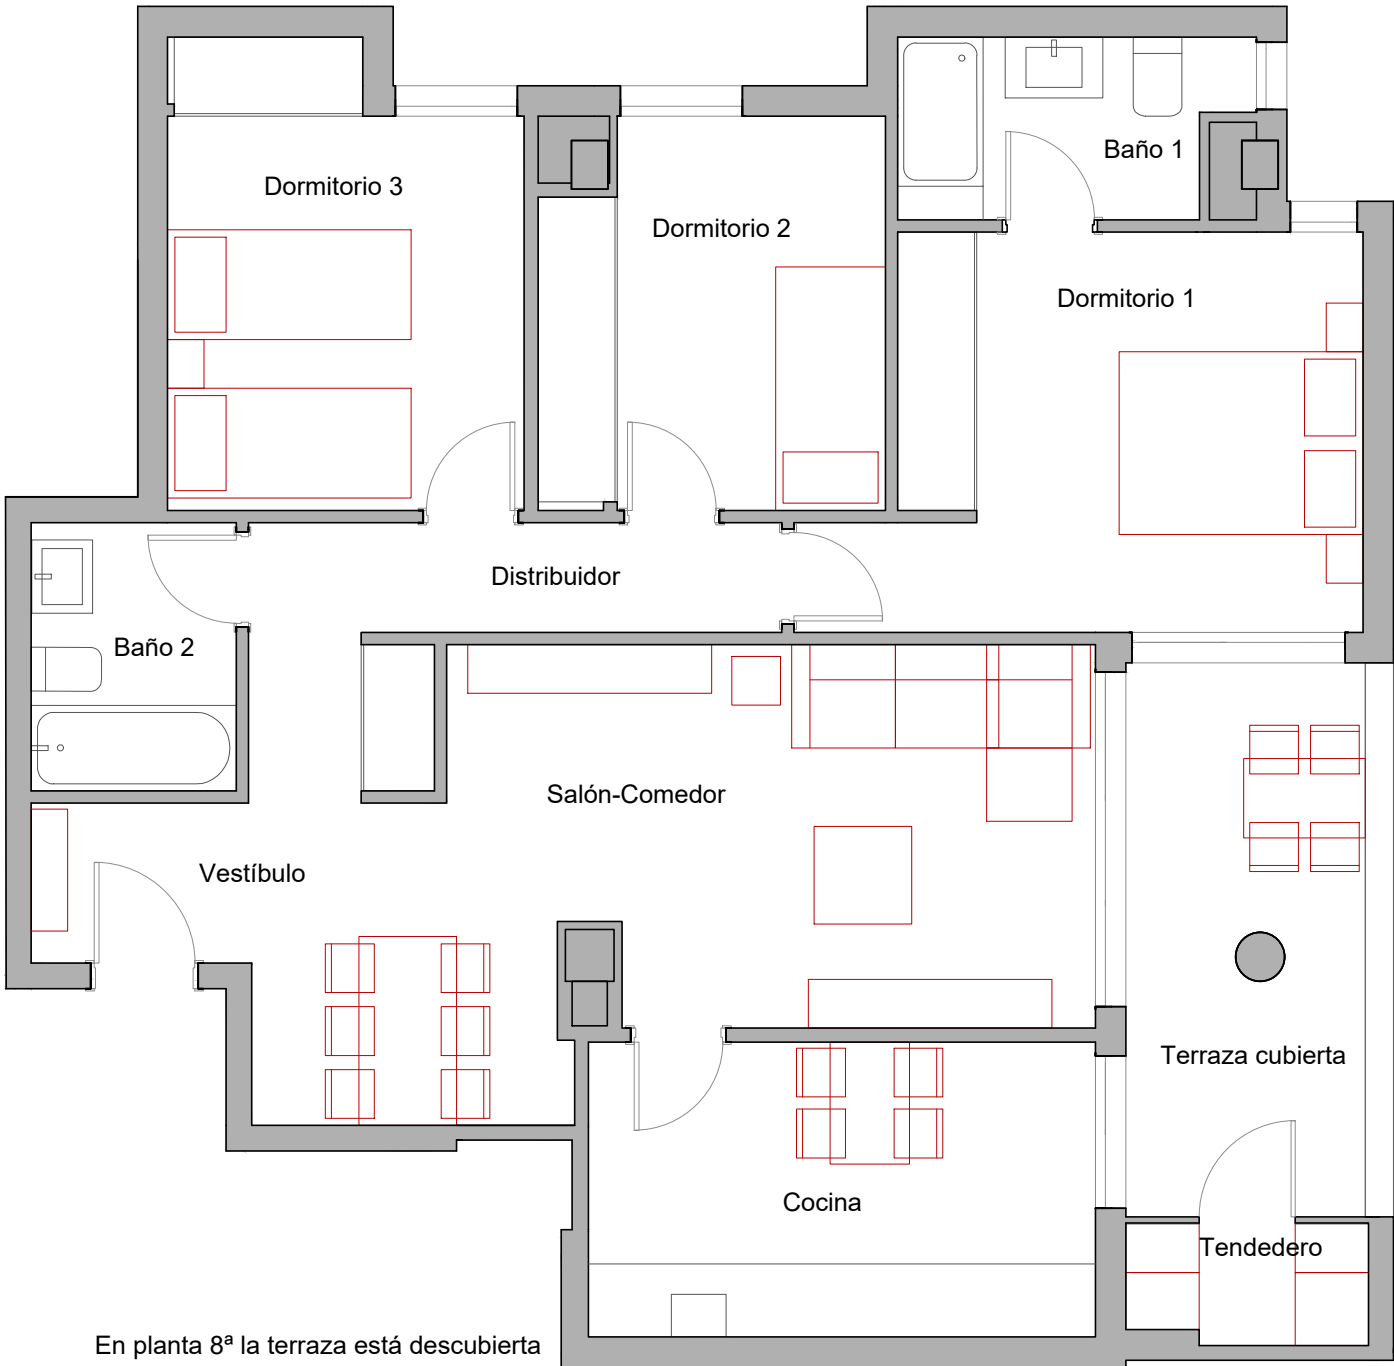 Baño 1
Dormitorio 3
Dormitorio 2
Dormitorio 1
Distribuidor
Baño 2
Salón-Comedor
Vestíbulo
Terraza cubierta
Cocina
Tendedero
En planta 8ª la terraza está descubierta